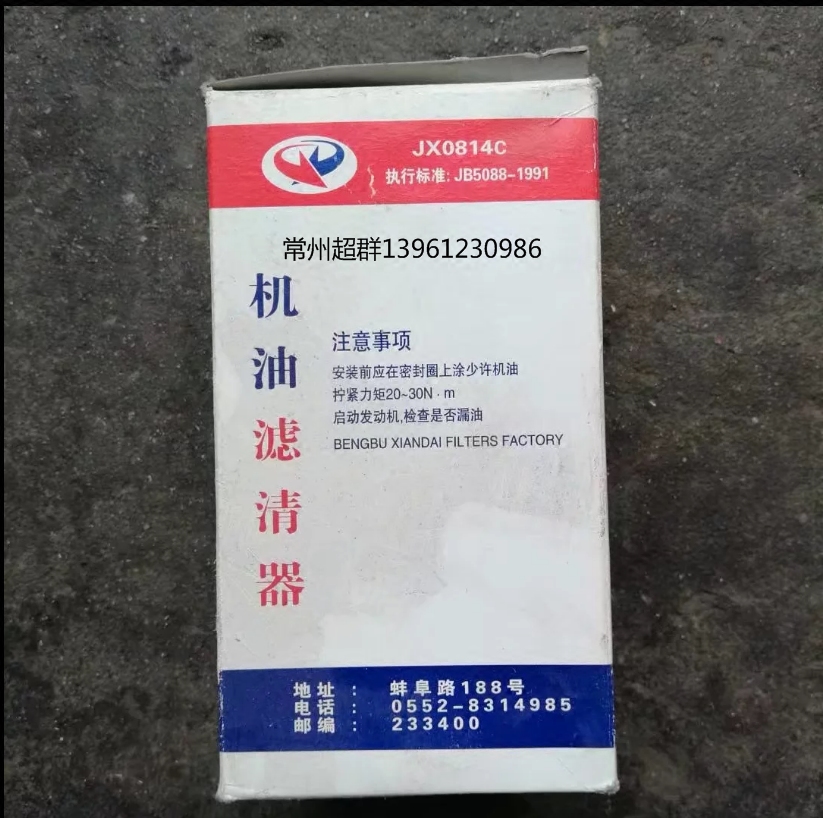 JX0814C
执行标准: JB5088-1991
常州超群13961230986
机油滤清器
注意事项
安装前应在密封圈上涂少许机油
拧紧力矩20~30N·m
启动发动机,检查是否漏油
BENGBU XIANDAI FILTERS FACTORY
地址: 蚌阜路188号
电话: 0552-8314985
邮编: 233400